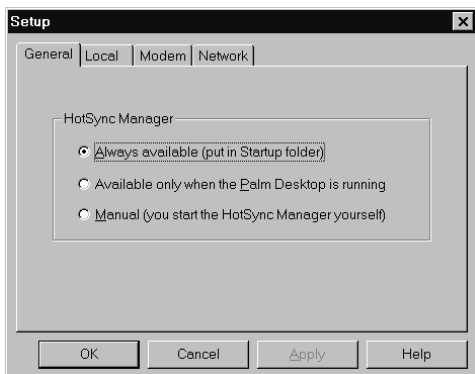 Setup
General Local Modem Network
HotSync Manager
Always available (put in Startup folder)
Available only when the Palm Desktop is running
Manual (you start the HotSync Manager yourself)
OK Cancel Apply Help